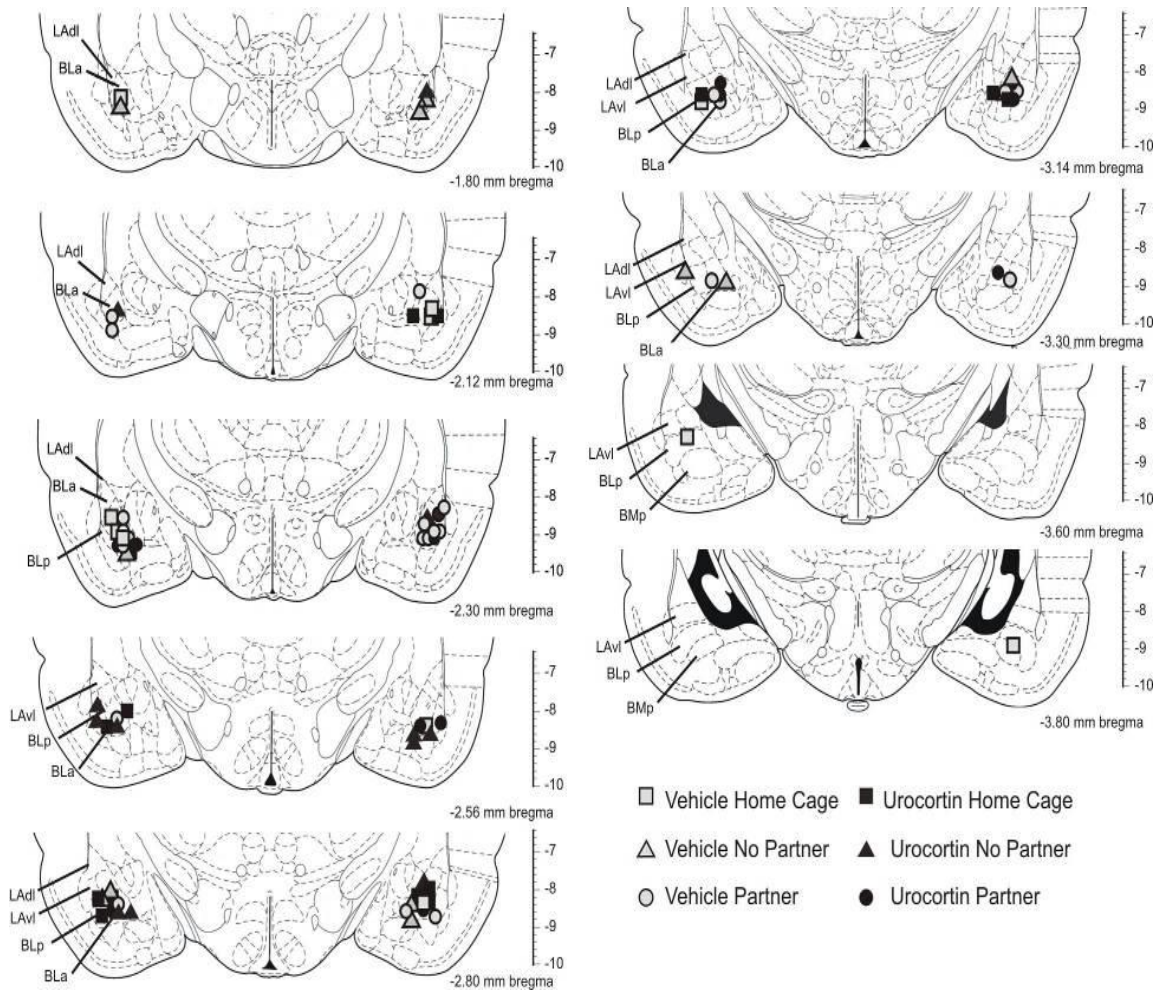 LAdl
BLa
-7
-8
-9
-10
-1.80 mm bregma
LAdl
BLa
-7
-8
-9
-10
-2.12 mm bregma
LAdl
BLa
BLp
-7
-8
-9
-10
-2.30 mm bregma
LAvl
BLp
BLa
-7
-8
-9
-10
-2.56 mm bregma
LAdl
LAvl
BLp
BLa
-7
-8
-9
-10
-2.80 mm bregma
LAdl
LAvl
BLp
BLa
-7
-8
-9
-10
-3.14 mm bregma
LAdl
LAvl
BLp
BLa
-7
-8
-9
-10
-3.30 mm bregma
LAvl
BLp
BMp
-7
-8
-9
-10
-3.60 mm bregma
LAvl
BLp
BMp
-7
-8
-9
-10
-3.80 mm bregma
Vehicle Home Cage Urocortin Home Cage
Vehicle No Partner Urocortin No Partner
Vehicle Partner Urocortin Partner